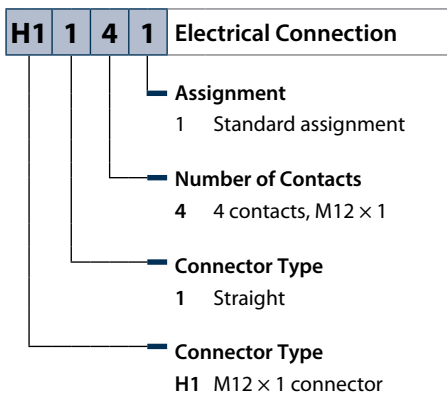 H1 1 4 1 Electrical Connection
Assignment
1 Standard assignment
Number of Contacts
4 4 contacts, M12 × 1
Connector Type
1 Straight
Connector Type
H1 M12 × 1 connector